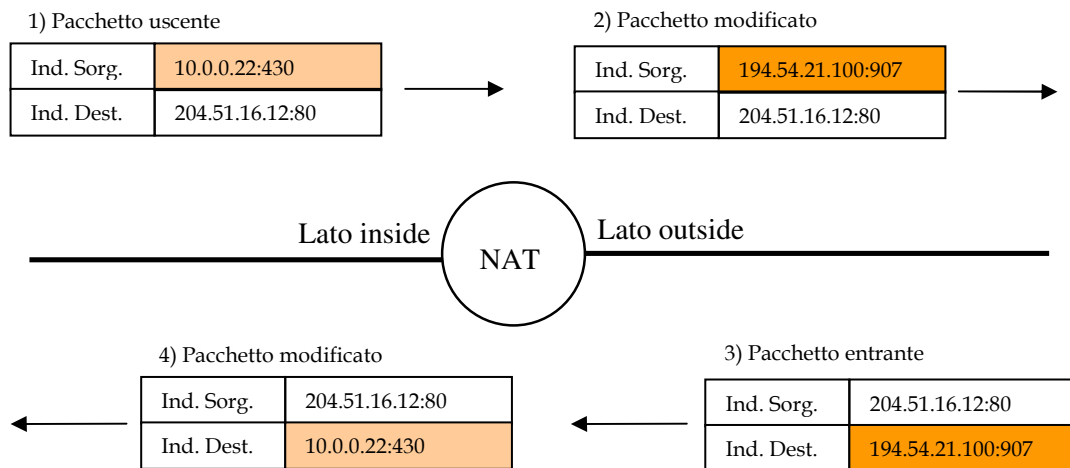 1) Pacchetto uscente
Ind. Sorg. 10.0.0.22:430
Ind. Dest. 204.51.16.12:80
2) Pacchetto modificato
Ind. Sorg. 194.54.21.100:907
Ind. Dest. 204.51.16.12:80
Lato inside
NAT
Lato outside
4) Pacchetto modificato
Ind. Sorg. 204.51.16.12:80
Ind. Dest. 10.0.0.22:430
3) Pacchetto entrante
Ind. Sorg. 204.51.16.12:80
Ind. Dest. 194.54.21.100:907